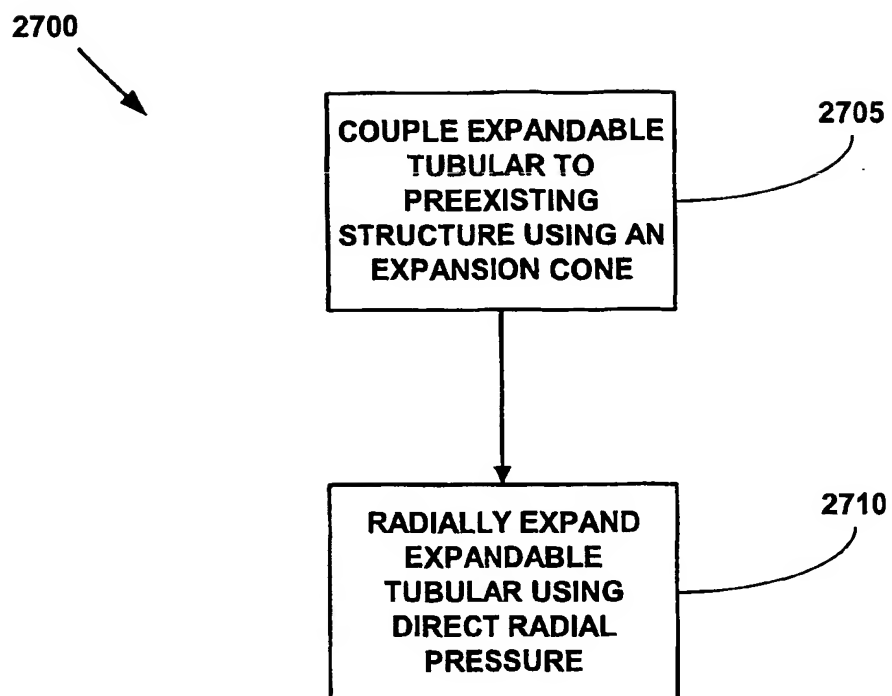 2700
2705
COUPLE EXPANDABLE
TUBULAR TO
PREEXISTING
STRUCTURE USING AN
EXPANSION CONE
2710
RADIALLY EXPAND
EXPANDABLE
TUBULAR USING
DIRECT RADIAL
PRESSURE